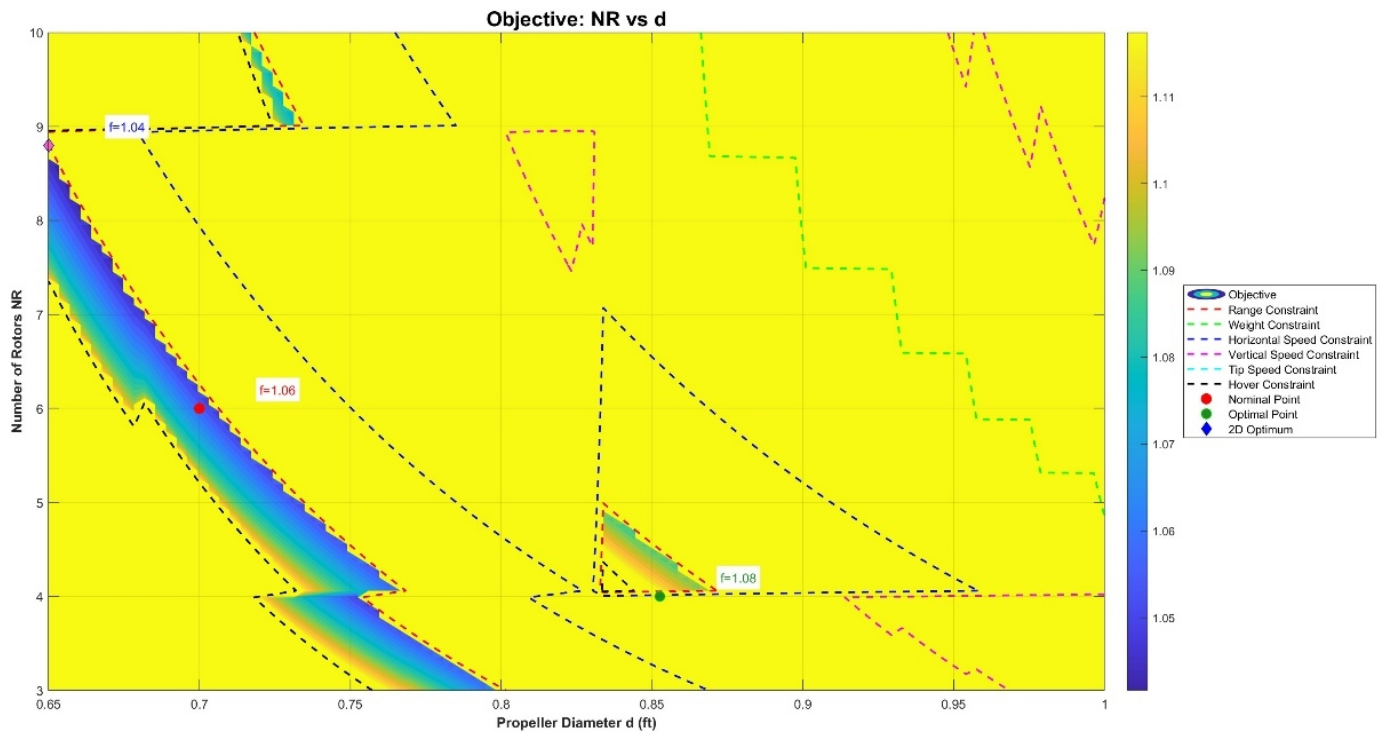 Objective: NR vs d
10
9
8
7
6
5
4
3
Number of Rotors NR
f=1.04
f=1.06
f=1.08
0.65
0.7
0.75
0.8
0.85
0.9
0.95
1
Propeller Diameter d (ft)
1.11
1.1
1.09
1.08
1.07
1.06
1.05
Objective
Range Constraint
Weight Constraint
Horizontal Speed Constraint
Vertical Speed Constraint
Tip Speed Constraint
Hover Constraint
Nominal Point
Optimal Point
2D Optimum